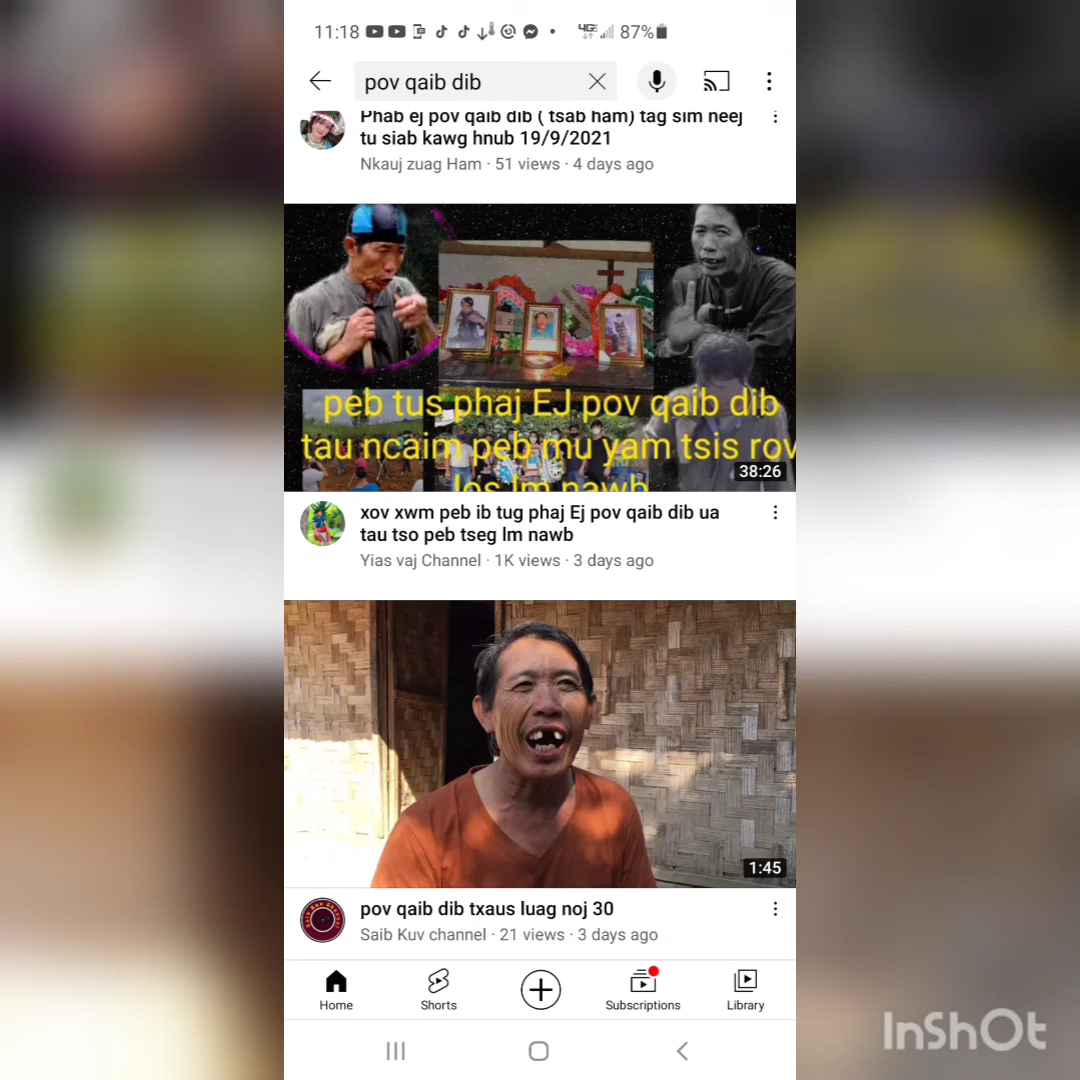 11:18 4GE 87%
pov qaib dib
Phab ej pov qaib dib ( tsab ham) tag sim neej
tu siab kawg hnub 19/9/2021
Nkauj zuag Ham · 51 views · 4 days ago
peb tus phaj EJ pov qaib dib
tau ncaim peb mu yam tsis rov
los lm nawb
38:26
xov xwm peb ib tug phaj Ej pov qaib dib ua
tau tso peb tseg lm nawb
Yias vaj Channel · 1K views · 3 days ago
1:45
pov qaib dib txaus luag noj 30
Saib Kuv channel · 21 views · 3 days ago
Home Shorts Subscriptions Library
InShOt